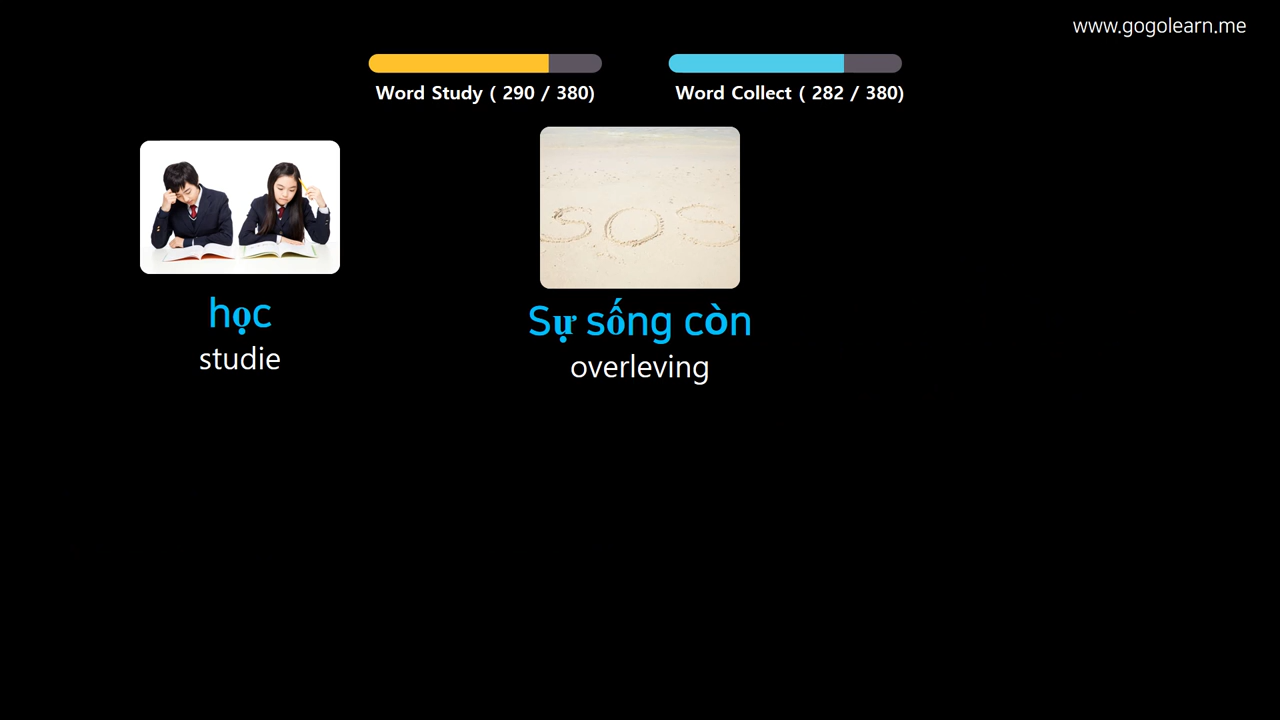 www.gogolearn.me
Word Study ( 290 / 380)
Word Collect ( 282 / 380)
SOS
học
studie
Sự sống còn
overleving